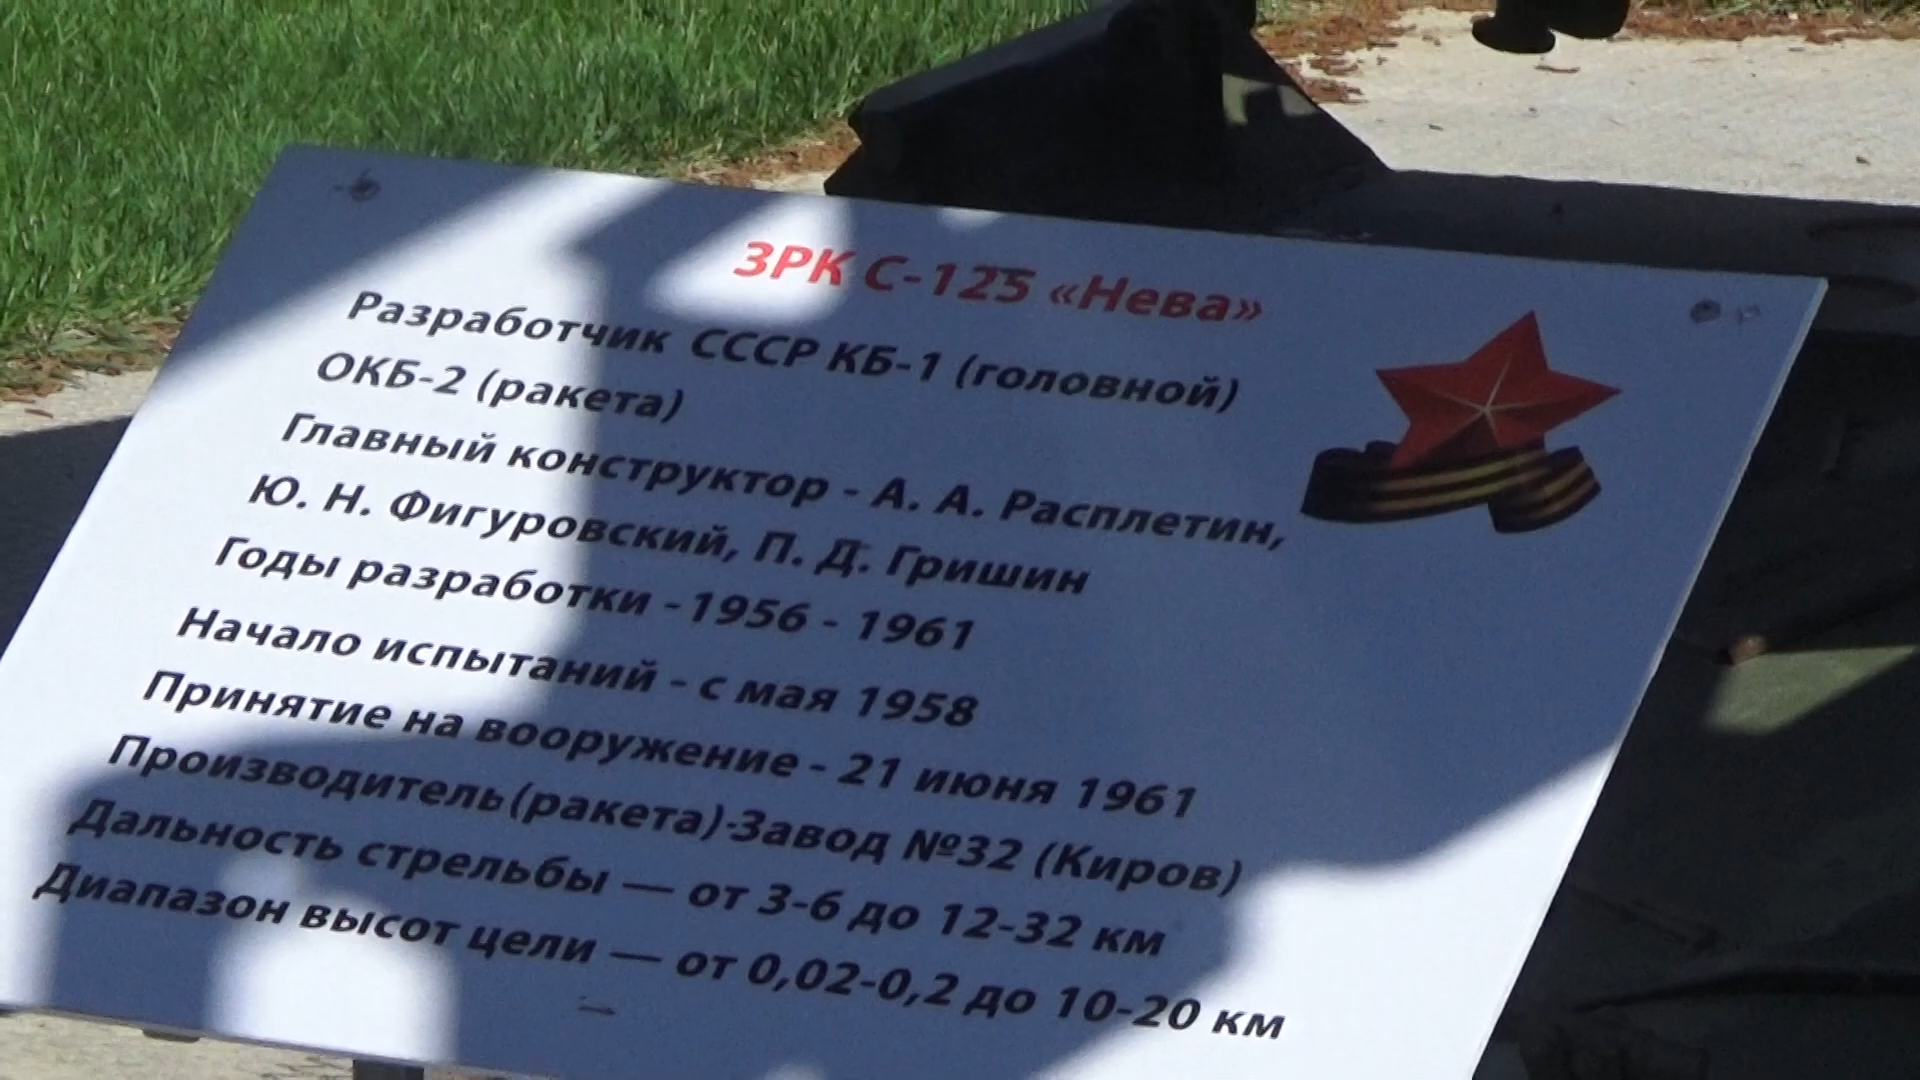 ЗРК С-125 «Нева»
Разработчик СССР КБ-1 (головной)
ОКБ-2 (ракета)
Главный конструктор - А. А. Расплетин,
Ю. Н. Фигуровский, П. Д. Гришин
Годы разработки - 1956 - 1961
Начало испытаний - с мая 1958
Принятие на вооружение - 21 июня 1961
Производитель (ракета)-Завод №32 (Киров)
Дальность стрельбы — от 3-6 до 12-32 км
Диапазон высот цели — от 0,02-0,2 до 10-20 км